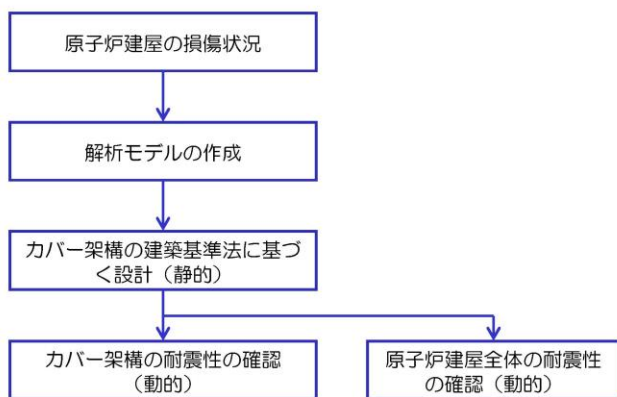 原子炉建屋の損傷状況
解析モデルの作成
カバー架構の建築基準法に基づ
く設計（静的）
カバー架構の耐震性の確認
（動的）
原子炉建屋全体の耐震性
の確認（動的）